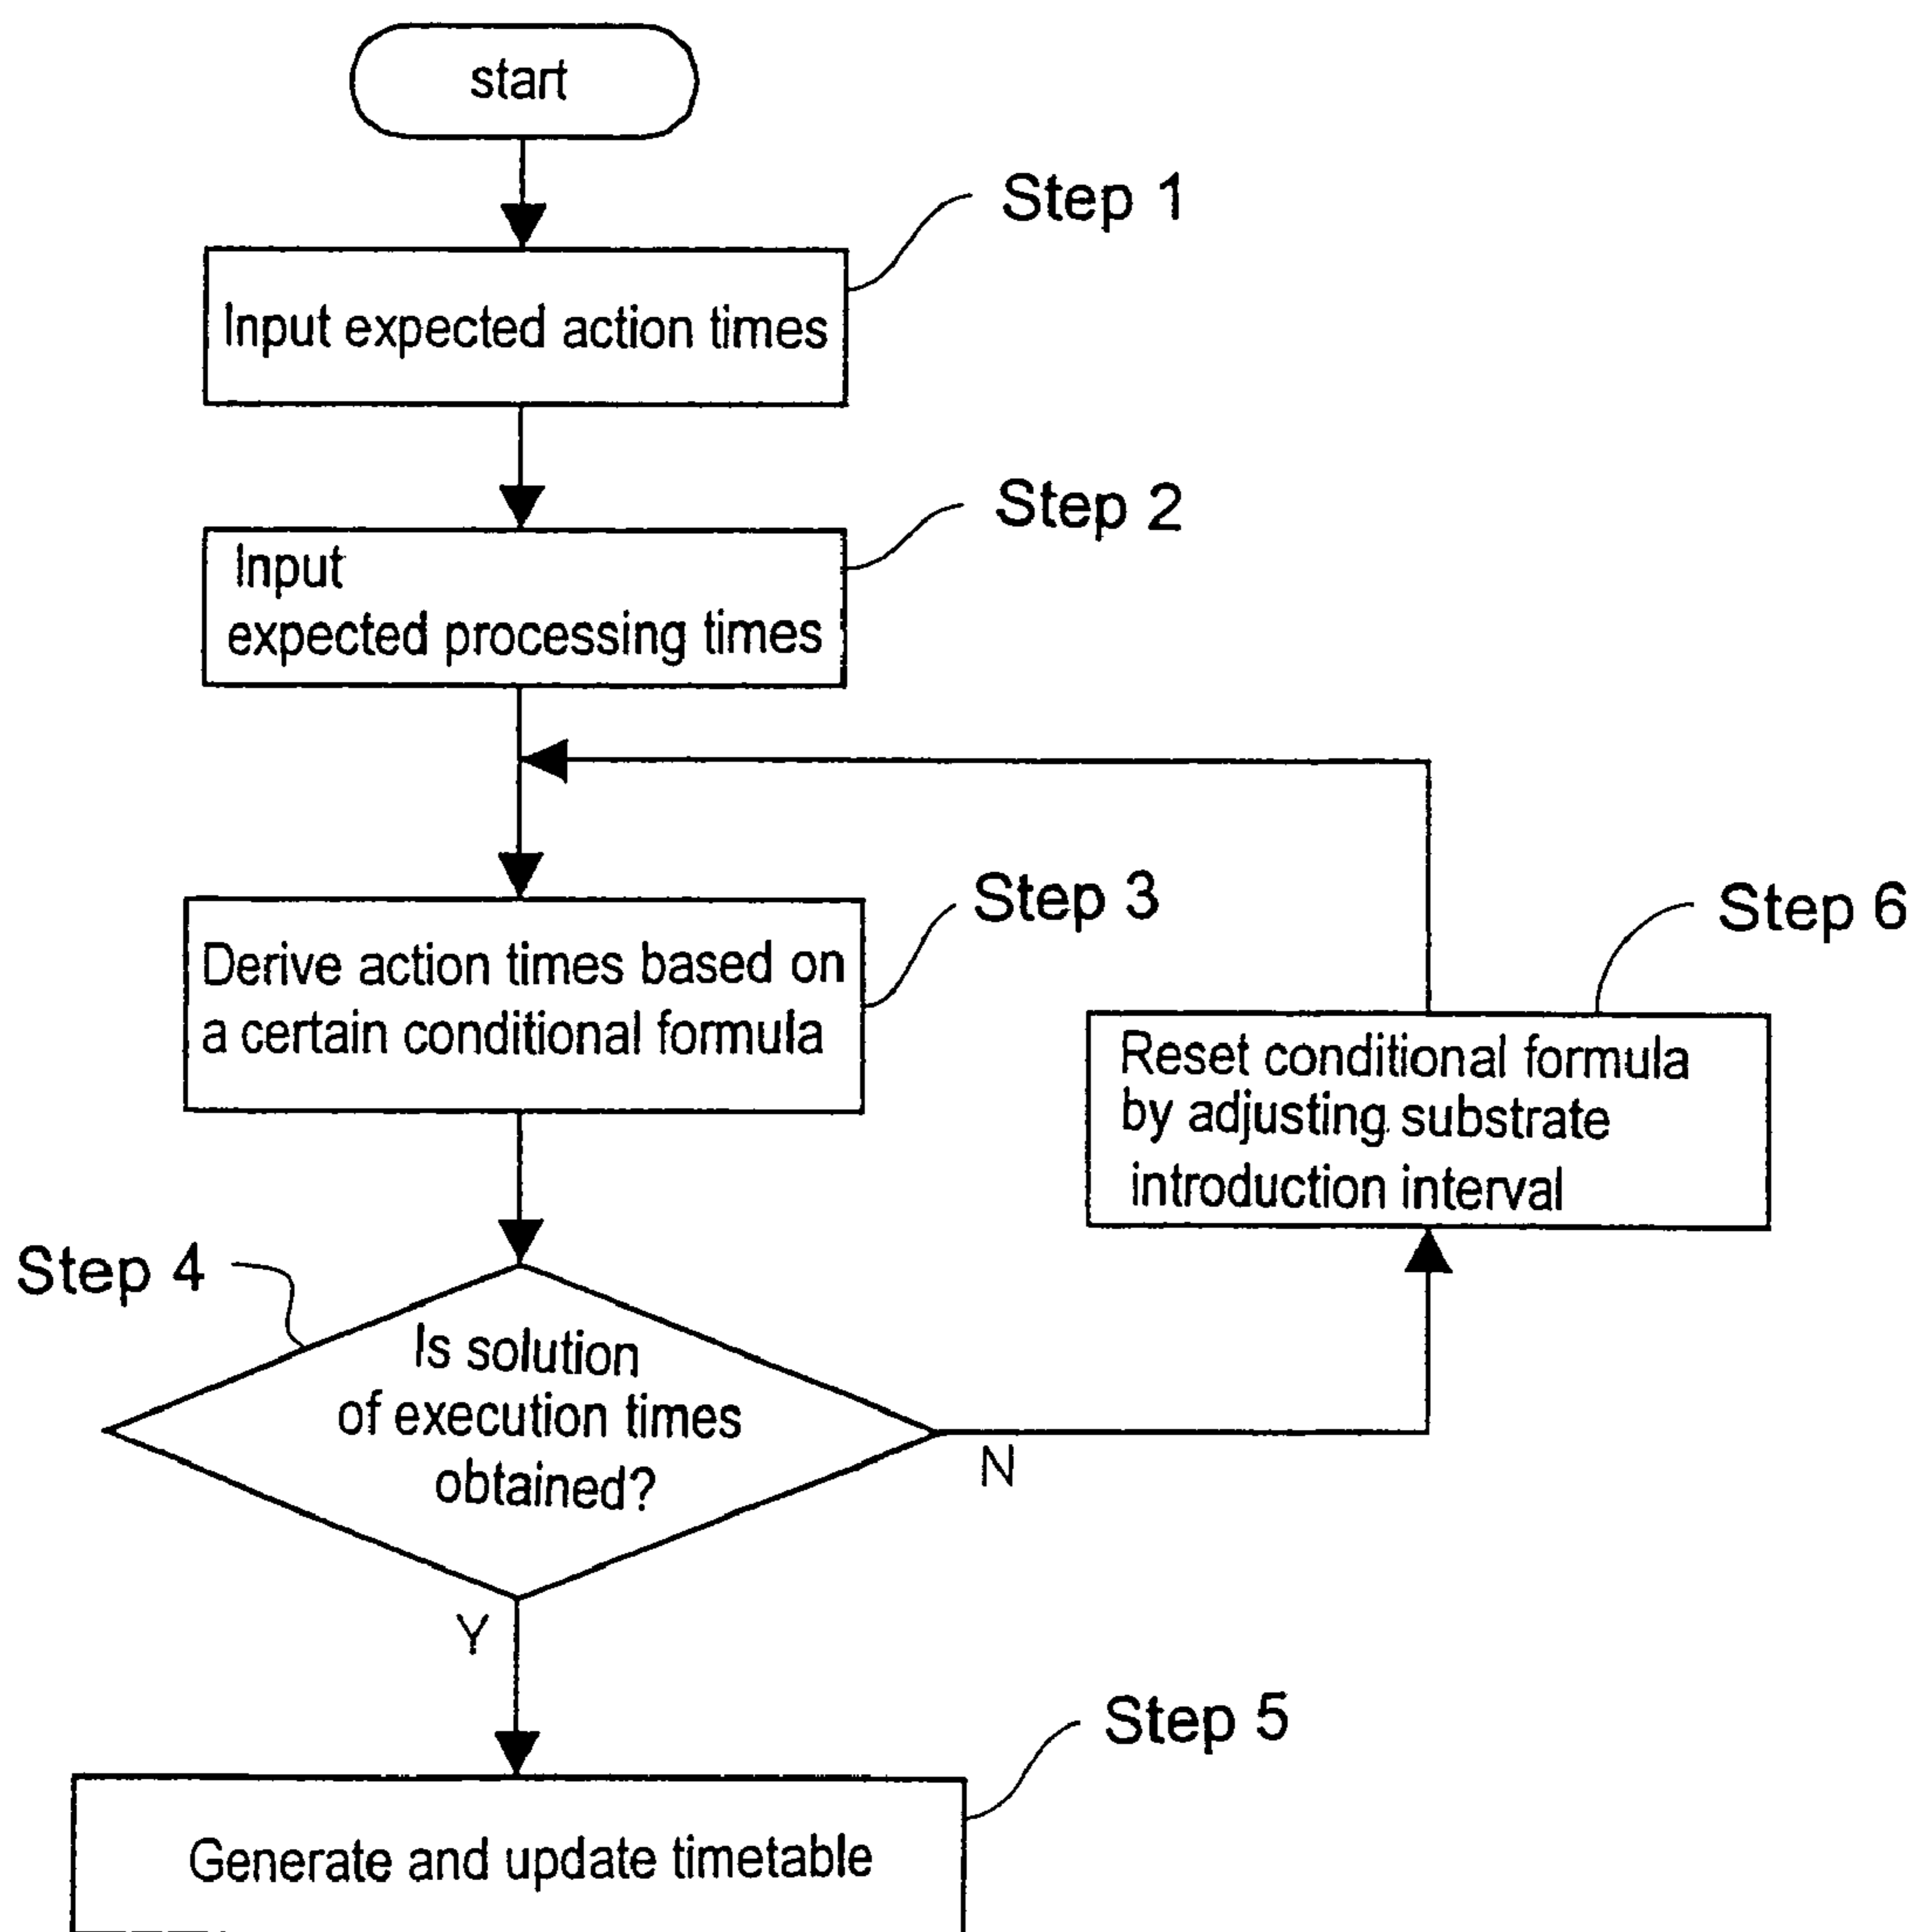 start
Step 1
Input expected action times
Step 2
Input
expected processing times
Step 3
Derive action times based on
a certain conditional formula
Step 6
Reset conditional formula
by adjusting substrate
introduction interval
Step 4
Is solution
of execution times
obtained?
N
Y
Step 5
Generate and update timetable